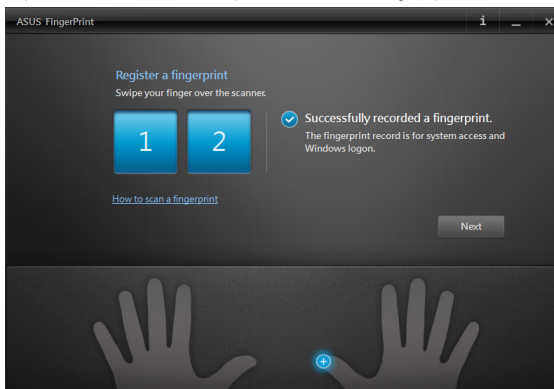 ASUS FingerPrint
Register a fingerprint
Swipe your finger over the scanner.
1 2
Successfully recorded a fingerprint.
The fingerprint record is for system access and
Windows logon.
How to scan a fingerprint
Next